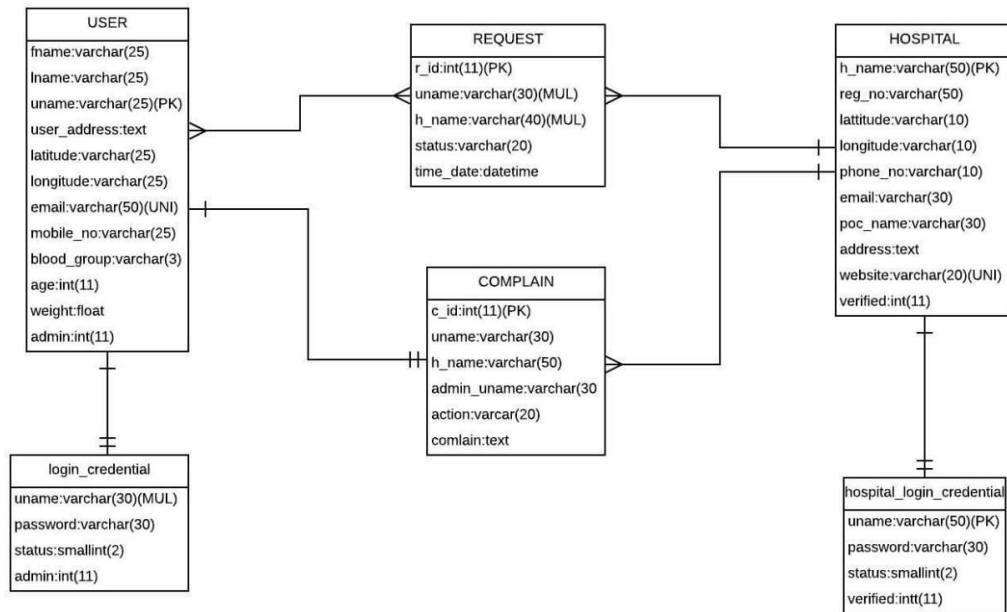 USER
fname:varchar(25)
lname:varchar(25)
uname:varchar(25)(PK)
user_address:text
latitude:varchar(25)
longitude:varchar(25)
email:varchar(50)(UNI)
mobile_no:varchar(25)
blood_group:varchar(3)
age:int(11)
weight:float
admin:int(11)
REQUEST
r_id:int(11)(PK)
uname:varchar(30)(MUL)
h_name:varchar(40)(MUL)
status:varchar(20)
time_date:datetime
HOSPITAL
h_name:varchar(50)(PK)
reg_no:varchar(50)
lattitude:varchar(10)
longitude:varchar(10)
phone_no:varchar(10)
email:varchar(30)
poc_name:varchar(30)
address:text
website:varchar(20)(UNI)
verified:int(11)
COMPLAIN
c_id:int(11)(PK)
uname:varchar(30)
h_name:varchar(50)
admin_uname:varchar(30
action:varcar(20)
comlain:text
login_credential
uname:varchar(30)(MUL)
password:varchar(30)
status:smallint(2)
admin:int(11)
hospital_login_credential
uname:varchar(50)(PK)
password:varchar(30)
status:smallint(2)
verified:intt(11)